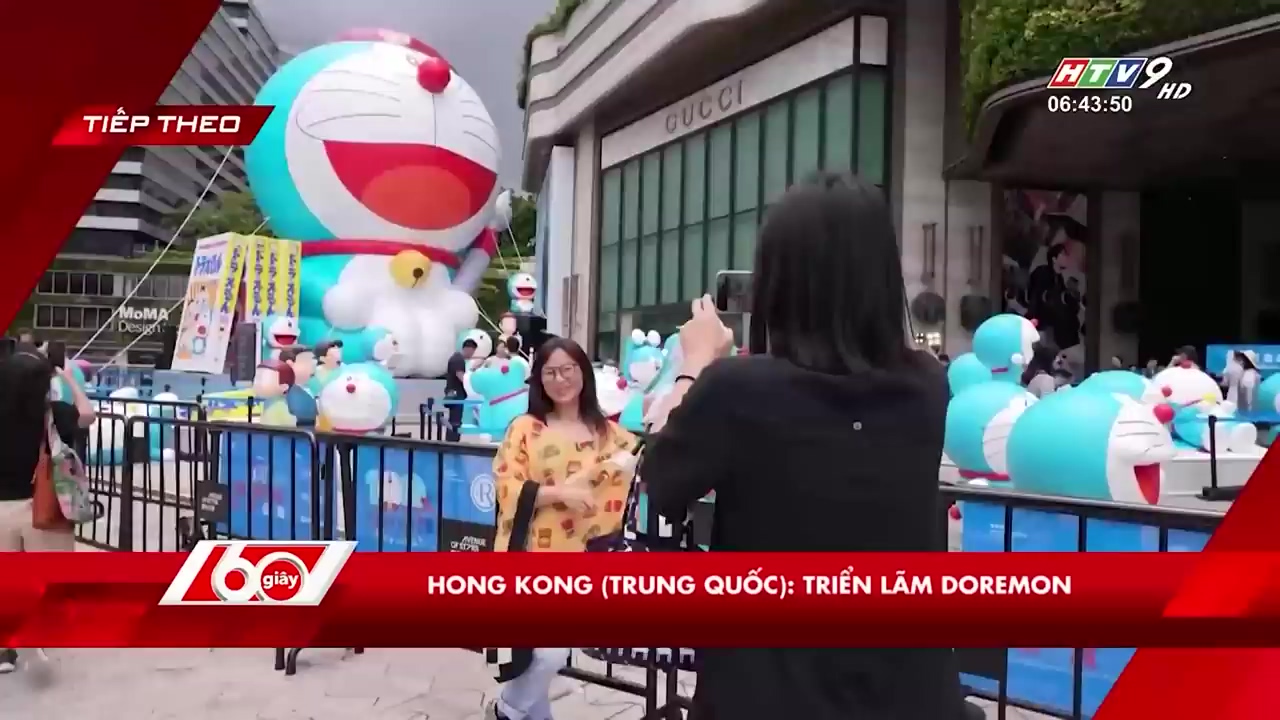 TIẾP THEO
HTV9
HD
06:43:50
GUCCI
MoMA
Design
®
60
giây
HONG KONG (TRUNG QUỐC): TRIỂN LÃM DOREMON